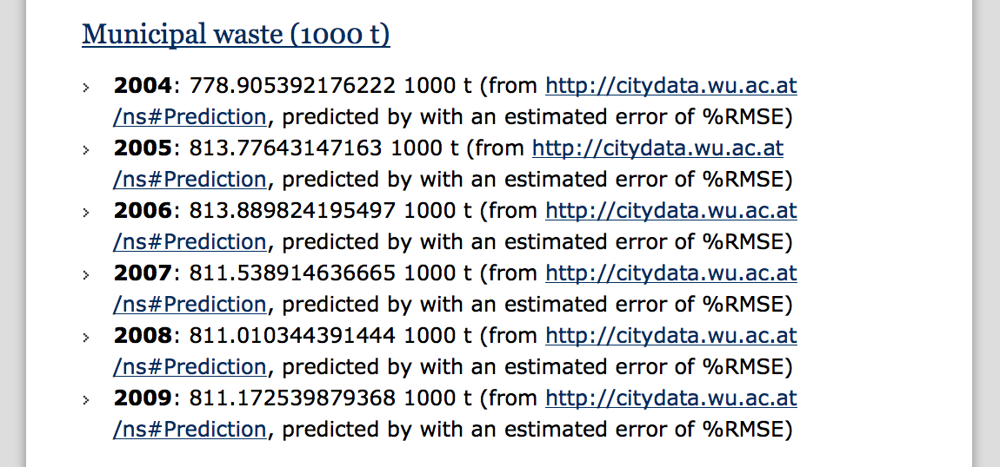 Municipal waste (1000 t)
2004: 778.905392176222 1000 t (from http://citydata.wu.ac.at
/ns#Prediction, predicted by with an estimated error of %RMSE)
2005: 813.77643147163 1000 t (from http://citydata.wu.ac.at
/ns#Prediction, predicted by with an estimated error of %RMSE)
2006: 813.889824195497 1000 t (from http://citydata.wu.ac.at
/ns#Prediction, predicted by with an estimated error of %RMSE)
2007: 811.538914636665 1000 t (from http://citydata.wu.ac.at
/ns#Prediction, predicted by with an estimated error of %RMSE)
2008: 811.010344391444 1000 t (from http://citydata.wu.ac.at
/ns#Prediction, predicted by with an estimated error of %RMSE)
2009: 811.172539879368 1000 t (from http://citydata.wu.ac.at
/ns#Prediction, predicted by with an estimated error of %RMSE)